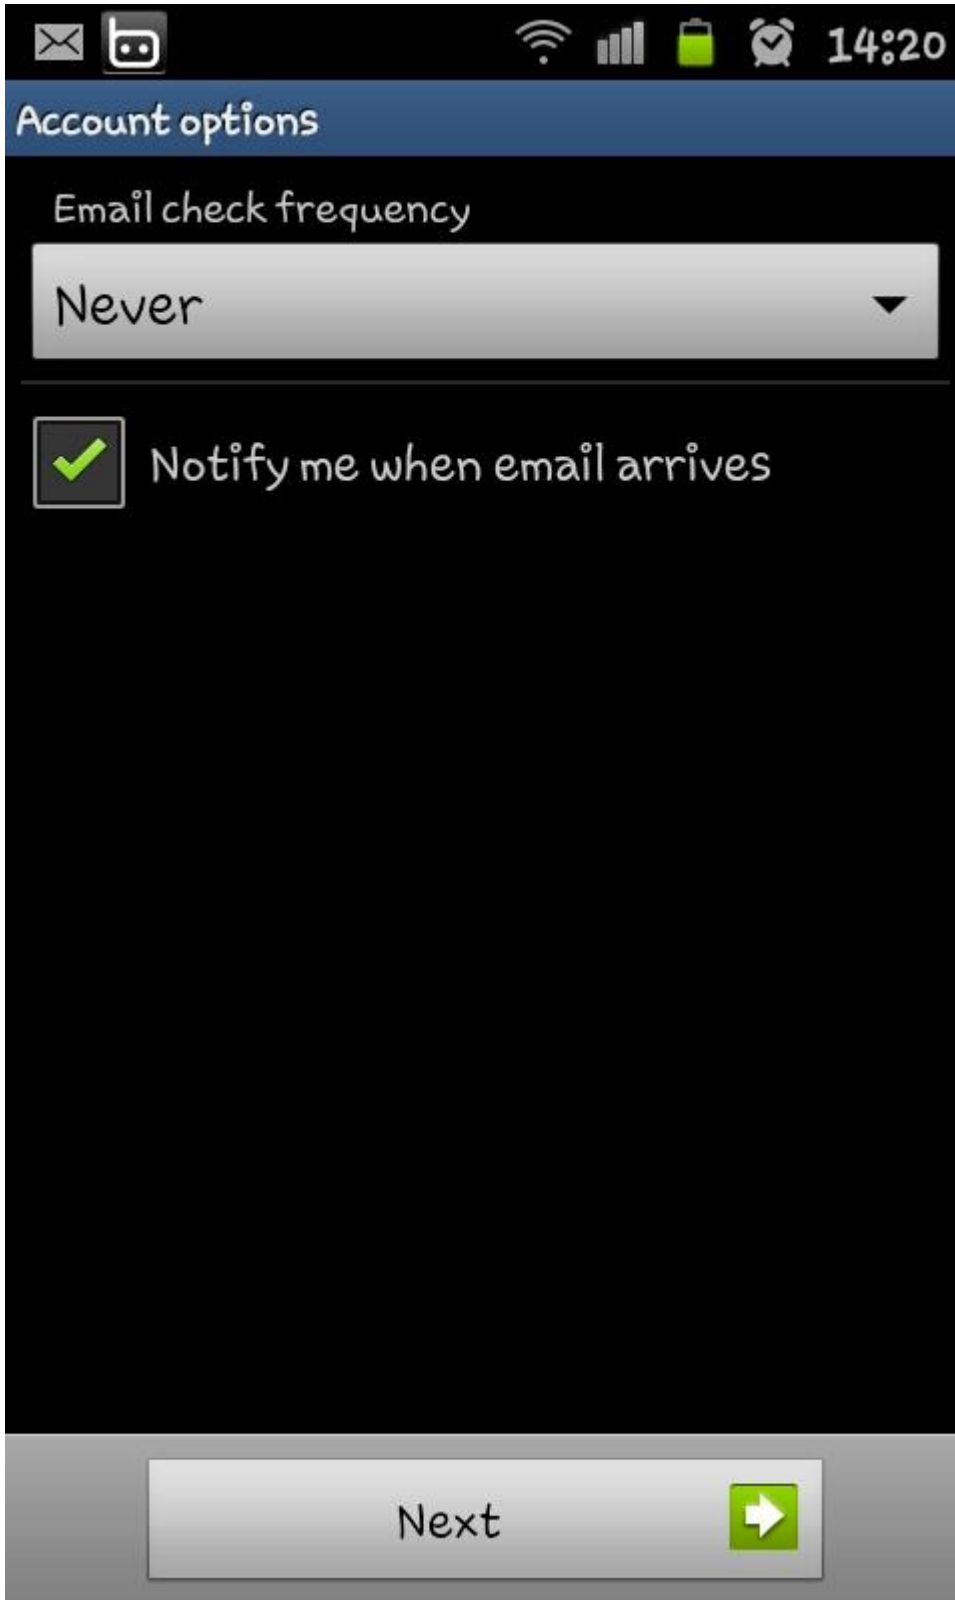 14:20
Account options
Email check frequency
Never
Notify me when email arrives
Next